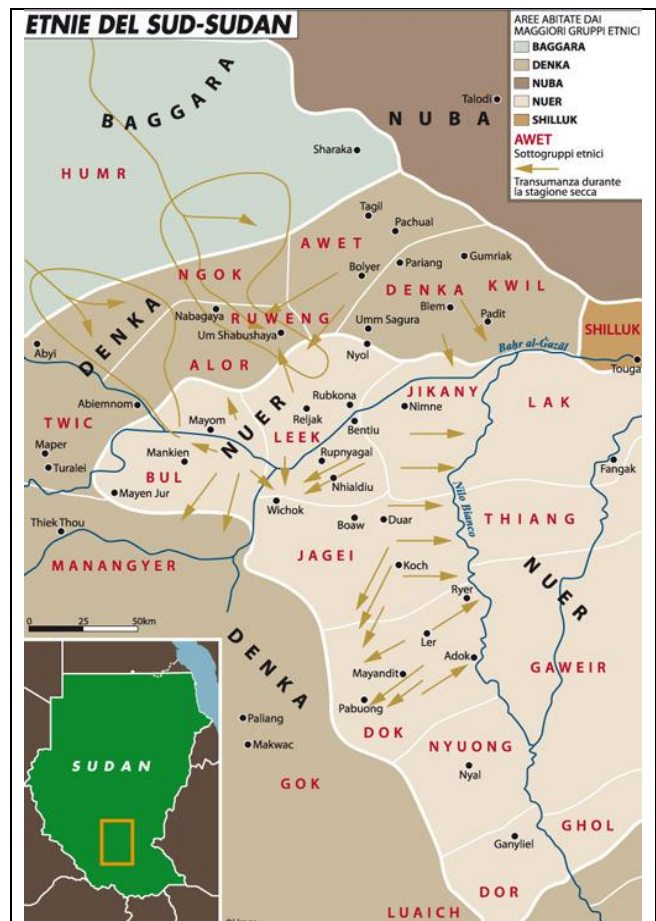 ETNIE DEL SUD-SUDAN
AREE ABITATE DAI
MAGGIORI GRUPPI ETNICI
BAGGARA
DENKA
NUBA
NUER
SHILLUK
AWET
Sottogruppi etnici
Transumanza durante
la stagione secca
BAGGARA
NUBA
Talodi
Sharaka
HUMR
Tagil
Pachual
AWET
Gumriak
Pariang
Bolyer
NGOK
DENKA
KWIL
DENKA
Nabagaya
RUWENG
Blem
Padit
Um Shabushaya
Umm Sagura
SHILLUK
Abyi
Nyol
Bahr al-Ġazāl
Touga
ALOR
JIKANY
LAK
Abiemnom
Rubkona
Nimne
TWIC
Mayom
NUER
Reljak
LEEK
Bentiu
Maper
Mankien
Rupnyagal
Fangak
Turalei
BUL
Nhialdiu
Nilo Bianco
Mayen Jur
Wichok
Thiek Thou
Boaw
Duar
THIANG
MANANGYER
JAGEI
Koch
NUER
Ryer
0 25 50km
DENKA
Ler
Adok
GAWEIR
Mayandit
Pabuong
Paliang
DOK
NYUONG
Makwac
SUDAN
Nyal
GOK
GHOL
Ganyliel
DOR
LUAICH